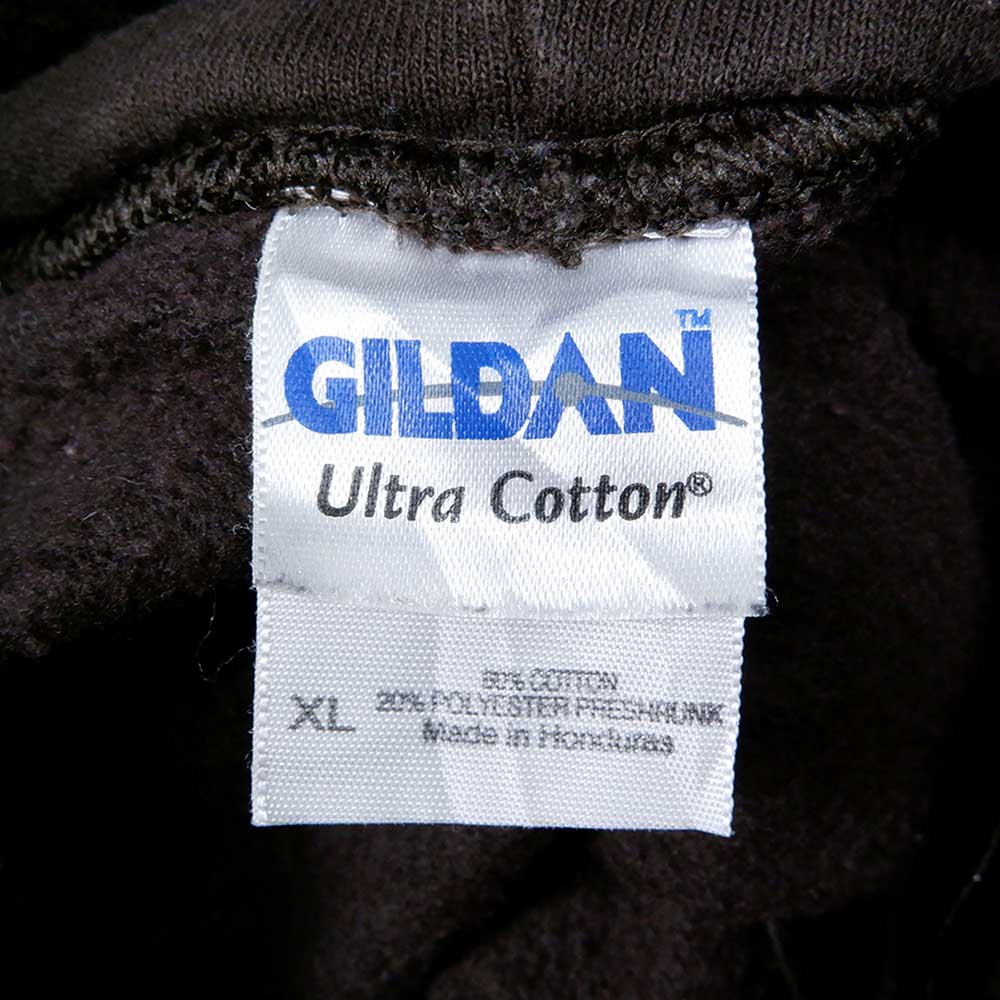 GILDAN™
Ultra Cotton®
XL
80% COTTON
20% POLYESTER PRESHRUNK
Made in Honduras